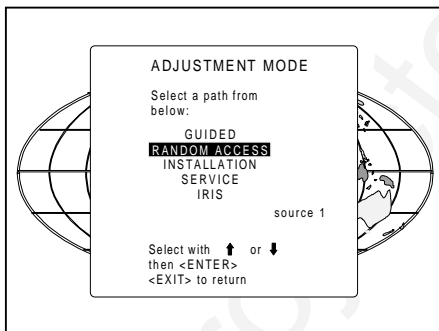 ADJUSTMENT MODE
Select a path from
below:
GUIDED
RANDOM ACCESS
INSTALLATION
SERVICE
IRIS
source 1
Select with ⬆ or ⬇
then <ENTER>
<EXIT> to return